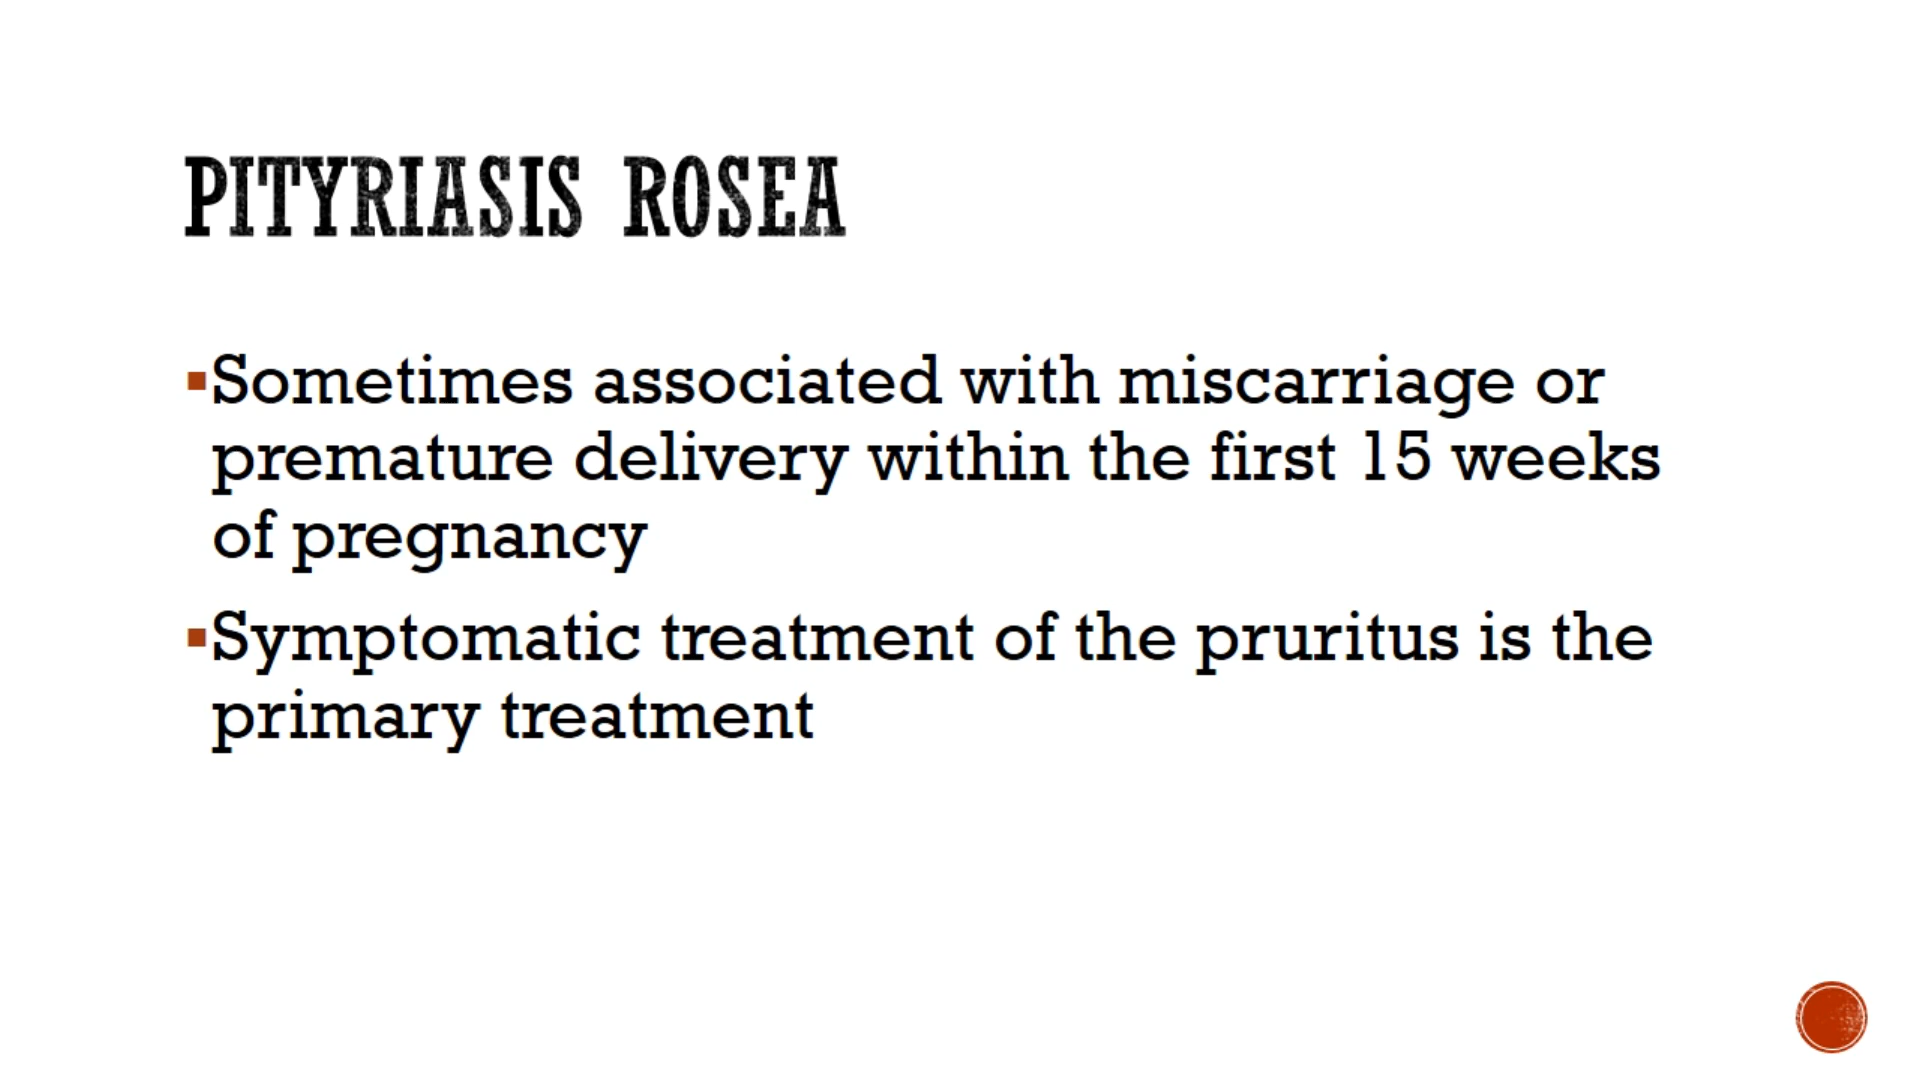 PITYRIASIS ROSEA
▪Sometimes associated with miscarriage or
premature delivery within the first 15 weeks
of pregnancy
▪Symptomatic treatment of the pruritus is the
primary treatment